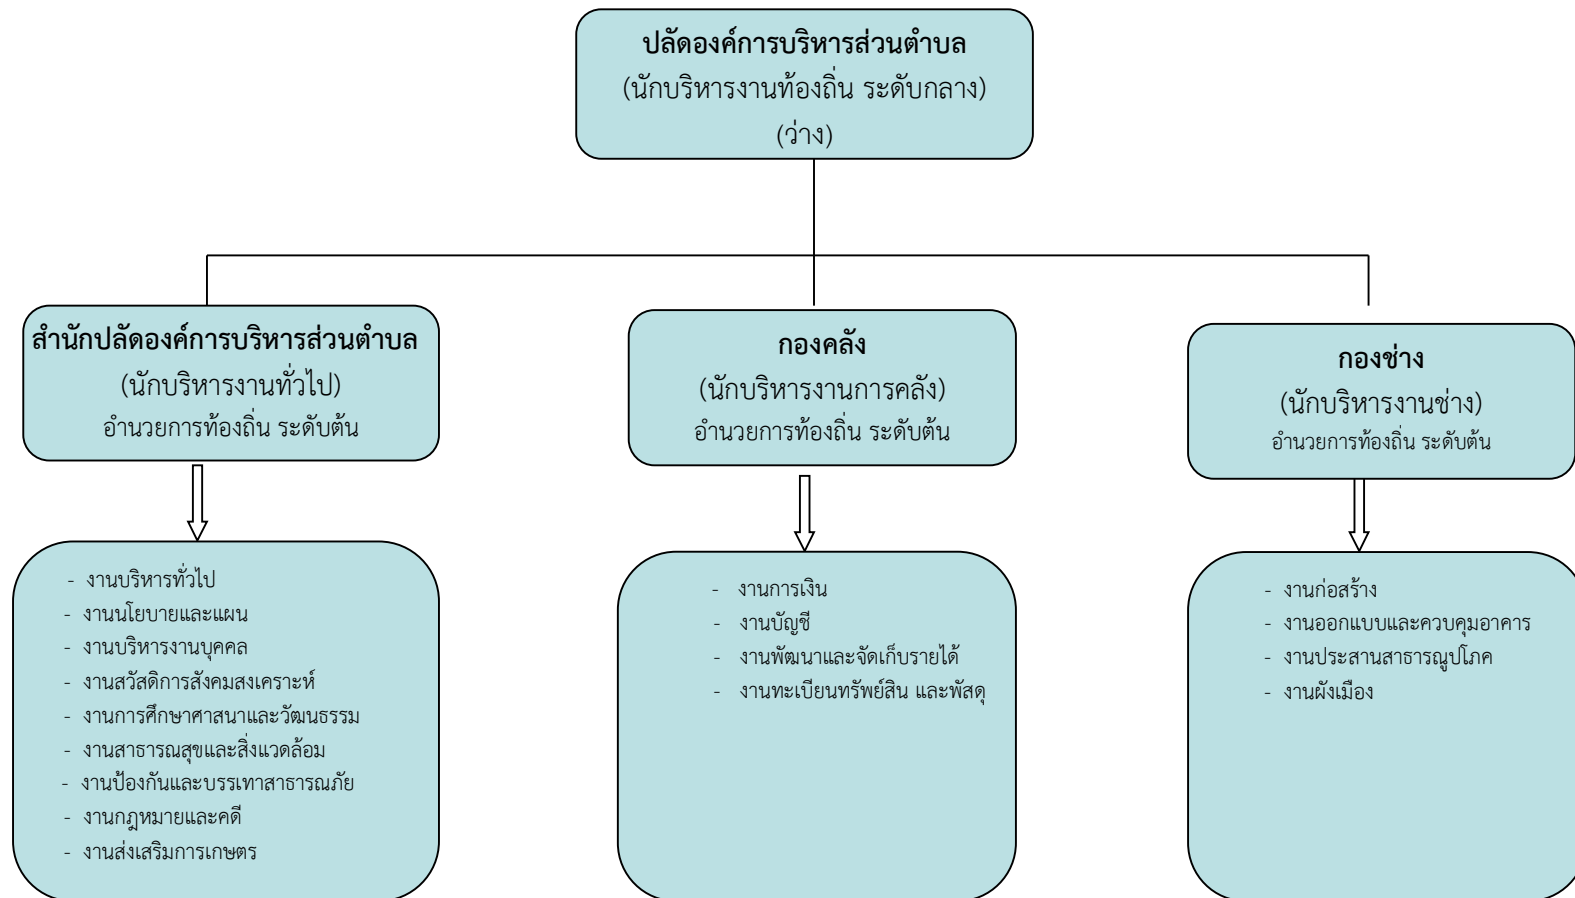 ปลัดองค์การบริหารส่วนตำบล
(นักบริหารงานท้องถิ่น ระดับกลาง)
(ว่าง)
สำนักปลัดองค์การบริหารส่วนตำบล
(นักบริหารงานทั่วไป)
อำนวยการท้องถิ่น ระดับต้น
กองคลัง
(นักบริหารงานการคลัง)
อำนวยการท้องถิ่น ระดับต้น
กองช่าง
(นักบริหารงานช่าง)
อำนวยการท้องถิ่น ระดับต้น
- งานบริหารทั่วไป
- งานนโยบายและแผน
- งานบริหารงานบุคคล
- งานสวัสดิการสังคมสงเคราะห์
- งานการศึกษาศาสนาและวัฒนธรรม
- งานสาธารณสุขและสิ่งแวดล้อม
- งานป้องกันและบรรเทาสาธารณภัย
- งานกฎหมายและคดี
- งานส่งเสริมการเกษตร
- งานการเงิน
- งานบัญชี
- งานพัฒนาและจัดเก็บรายได้
- งานทะเบียนทรัพย์สิน และพัสดุ
- งานก่อสร้าง
- งานออกแบบและควบคุมอาคาร
- งานประสานสาธารณูปโภค
- งานผังเมือง